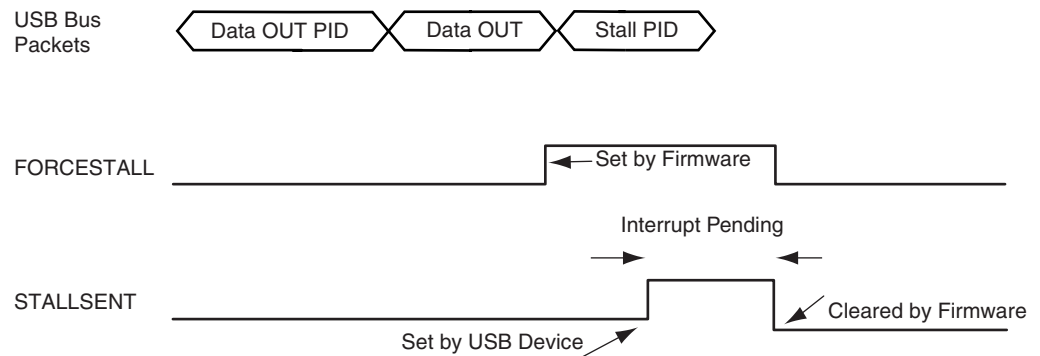 USB Bus
Packets
Data OUT PID
Data OUT
Stall PID
FORCESTALL
Set by Firmware
Interrupt Pending
STALLSENT
Cleared by Firmware
Set by USB Device